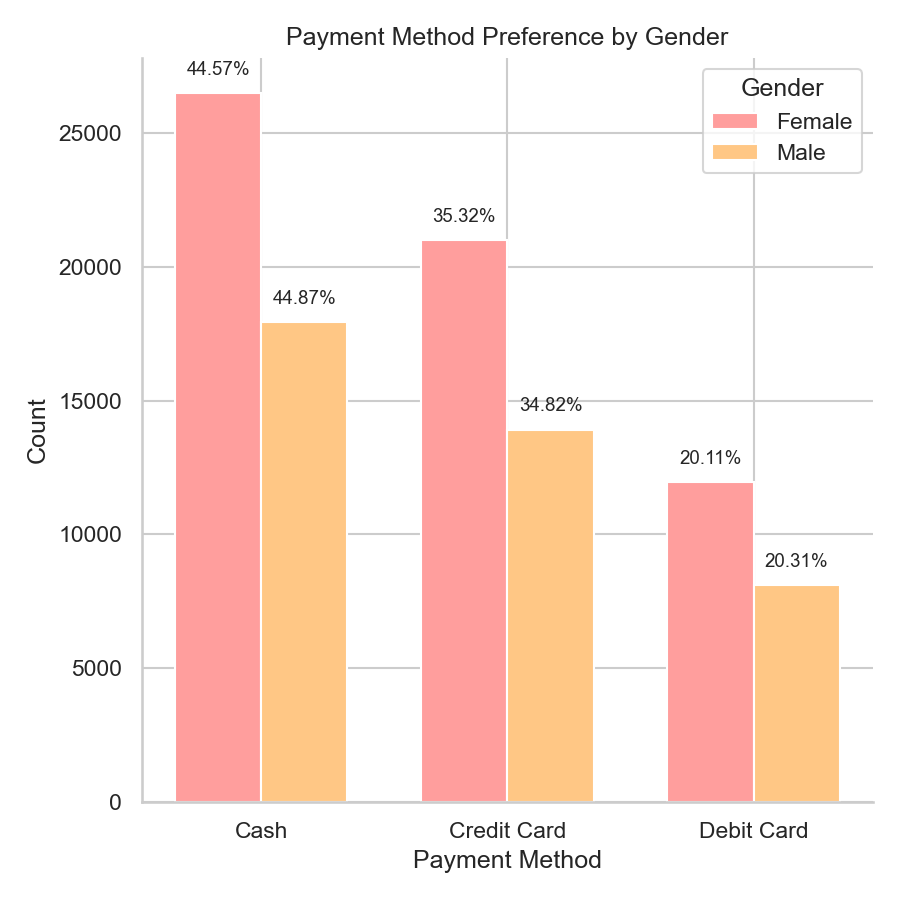 Payment Method Preference by Gender
44.57%
Gender
Female
Male
25000
35.32%
20000
44.87%
15000
34.82%
Count
20.11%
10000
20.31%
5000
0
Cash
Credit Card
Debit Card
Payment Method